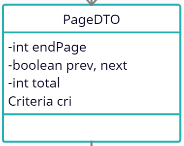 PageDTO
-int endPage
-boolean prev, next
-int total
Criteria cri